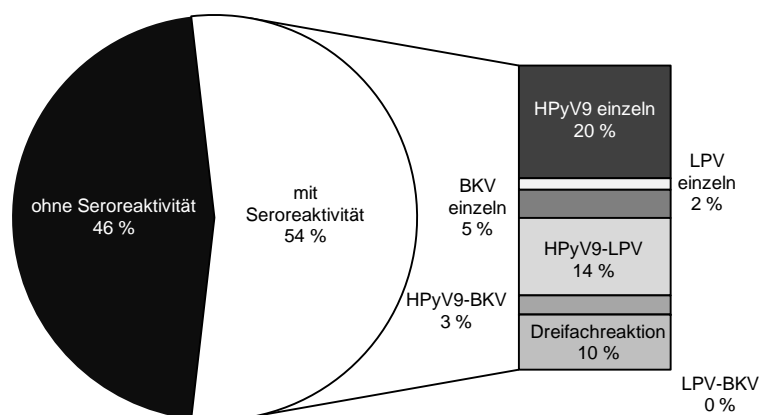 ohne Seroreaktivität
46 %
mit
Seroreaktivität
54 %
HPyV9 einzeln
20 %
LPV
einzeln
2 %
BKV
einzeln
5 %
HPyV9-LPV
14 %
HPyV9-BKV
3 %
Dreifachreaktion
10 %
LPV-BKV
0 %